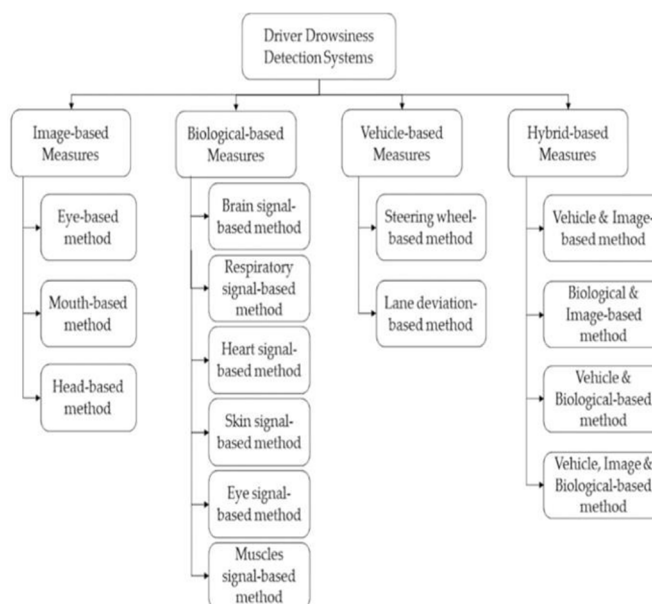 Driver Drowsiness
Detection Systems
Image-based
Measures
Biological-based
Measures
Vehicle-based
Measures
Hybrid-based
Measures
Eye-based
method
Mouth-based
method
Head-based
method
Brain signal-
based method
Respiratory
signal-based
method
Heart signal-
based method
Skin signal-
based method
Eye signal-
based method
Muscles
signal-based
method
Steering wheel
-based method
Lane deviation-
based method
Vehicle & Image-
based method
Biological &
Image-based
method
Vehicle &
Biological-based
method
Vehicle, Image &
Biological-based
method